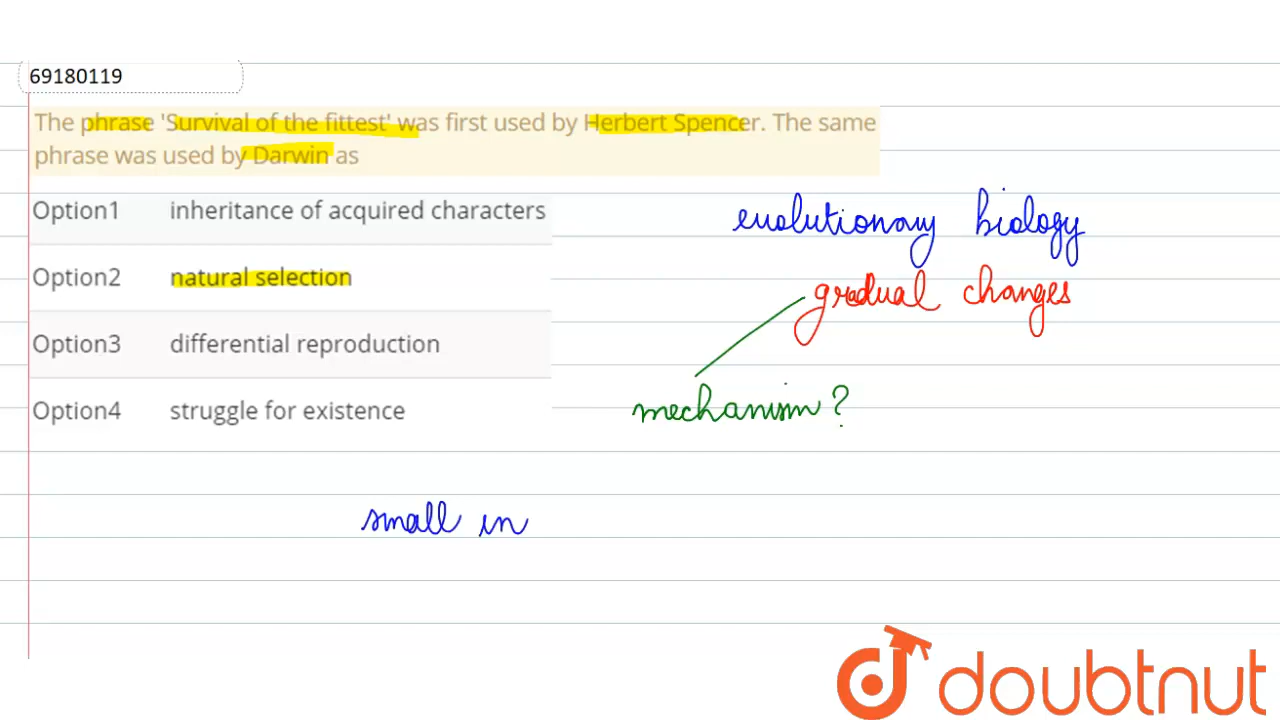 69180119
The phrase 'Survival of the fittest' was first used by Herbert Spencer. The same
phrase was used by Darwin as
Option1 inheritance of acquired characters
Option2 natural selection
Option3 differential reproduction
Option4 struggle for existence
evolutionary biology
gradual changes
mechanism?
small in
doubtnut